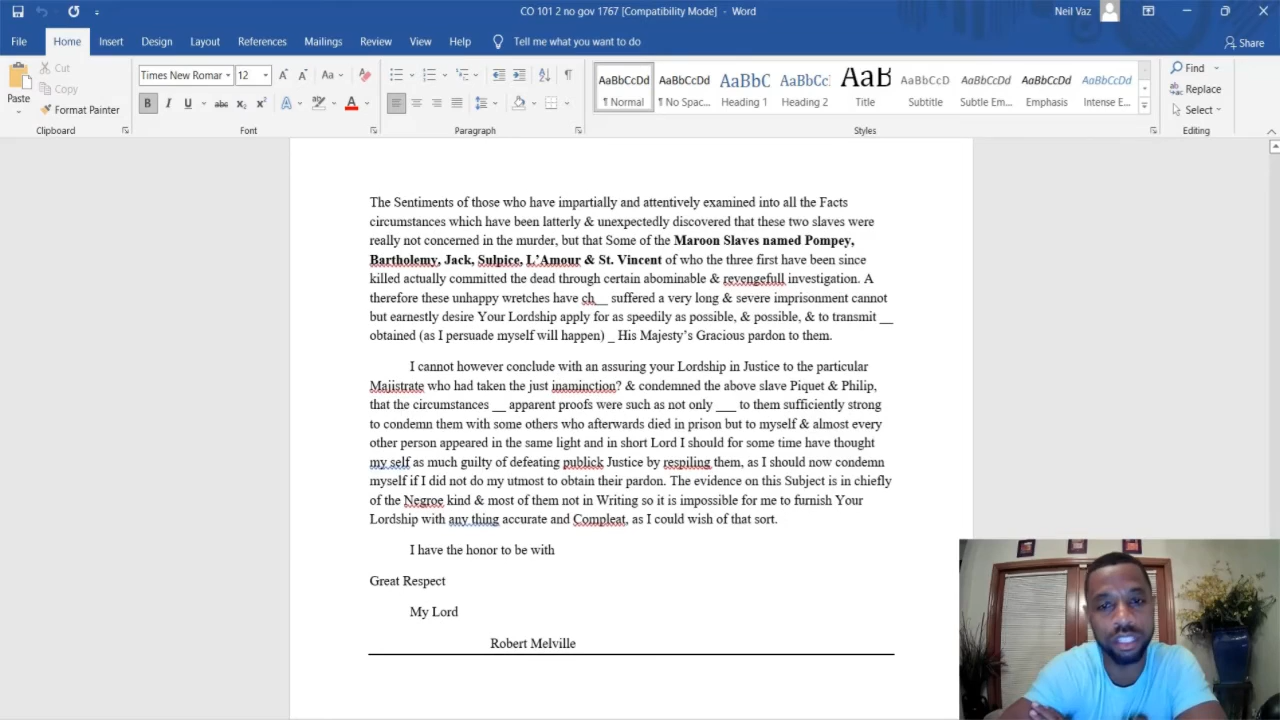 CO 101 2 no gov 1767 [Compatibility Mode] - Word
Neil Vaz
File Home Insert Design Layout References Mailings Review View Help Tell me what you want to do
Share
Paste
Cut
Copy
Format Painter
Clipboard
Times New Romar 12
Font
Paragraph
AaBbCcDd
¶ Normal
AaBbCcDd
¶ No Spac...
AaBbC
Heading 1
AaBbCc
Heading 2
AaB
Title
AaBbCcD
Subtitle
AaBbCcDd
Subtle Em...
AaBbCcDd
Emphasis
AaBbCcDd
Intense E...
Styles
Find
Replace
Select
Editing
The Sentiments of those who have impartially and attentively examined into all the Facts
circumstances which have been latterly & unexpectedly discovered that these two slaves were
really not concerned in the murder, but that Some of the Maroon Slaves named Pompey,
Bartholemy, Jack, Sulpice, L’Amour & St. Vincent of who the three first have been since
killed actually committed the dead through certain abominable & revengefull investigation. A
therefore these unhappy wretches have ch__ suffered a very long & severe imprisonment cannot
but earnestly desire Your Lordship apply for as speedily as possible, & possible, & to transmit __
obtained (as I persuade myself will happen) _ His Majesty’s Gracious pardon to them.
I cannot however conclude with an assuring your Lordship in Justice to the particular
Majistrate who had taken the just inaminction? & condemned the above slave Piquet & Philip,
that the circumstances __ apparent proofs were such as not only ___ to them sufficiently strong
to condemn them with some others who afterwards died in prison but to myself & almost every
other person appeared in the same light and in short Lord I should for some time have thought
my self as much guilty of defeating publick Justice by respiling them, as I should now condemn
myself if I did not do my utmost to obtain their pardon. The evidence on this Subject is in chiefly
of the Negroe kind & most of them not in Writing so it is impossible for me to furnish Your
Lordship with any thing accurate and Compleat, as I could wish of that sort.
I have the honor to be with
Great Respect
My Lord
Robert Melville